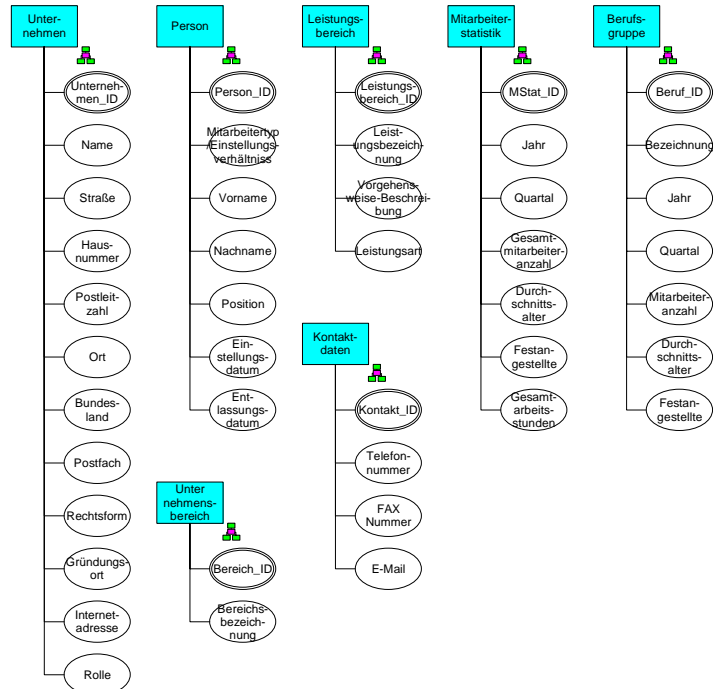 Unter-
nehmen
Unterneh-
men_ID
Name
Straße
Haus-
nummer
Postleit-
zahl
Ort
Bundes-
land
Postfach
Rechtsform
Gründungs-
ort
Internet-
adresse
Rolle
Person
Person_ID
Mitarbeitertyp
/Einstellungs-
verhältniss
Vorname
Nachname
Position
Ein-
stellungs-
datum
Ent-
lassungs-
datum
Unter
nehmens-
bereich
Bereich_ID
Bereichs-
bezeich-
nung
Leistungs-
bereich
Leistungs-
bereich_ID
Leist-
ungsbezeich-
nung
Vorgehens-
weise-Beschrei-
bung
Leistungsart
Kontakt-
daten
Kontakt_ID
Telefon-
nummer
FAX
Nummer
E-Mail
Mitarbeiter-
statistik
MStat_ID
Jahr
Quartal
Gesamt-
mitarbeiter-
anzahl
Durch-
schnitts-
alter
Festan-
gestellte
Gesamt-
arbeits-
stunden
Berufs-
gruppe
Beruf_ID
Bezeichnung
Jahr
Quartal
Mitarbeiter-
anzahl
Durch-
schnitts-
alter
Festan-
gestellte